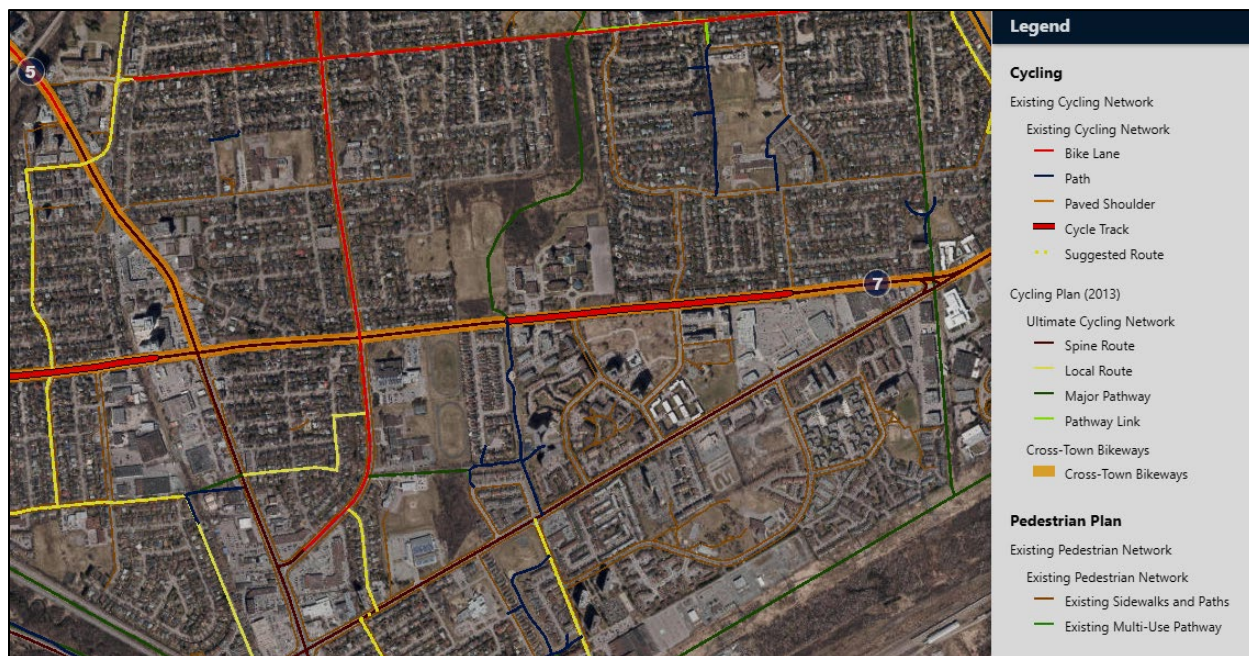 5
7
Legend
Cycling
Existing Cycling Network
Existing Cycling Network
Bike Lane
Path
Paved Shoulder
Cycle Track
Suggested Route
Cycling Plan (2013)
Ultimate Cycling Network
Spine Route
Local Route
Major Pathway
Pathway Link
Cross-Town Bikeways
Cross-Town Bikeways
Pedestrian Plan
Existing Pedestrian Network
Existing Pedestrian Network
Existing Sidewalks and Paths
Existing Multi-Use Pathway